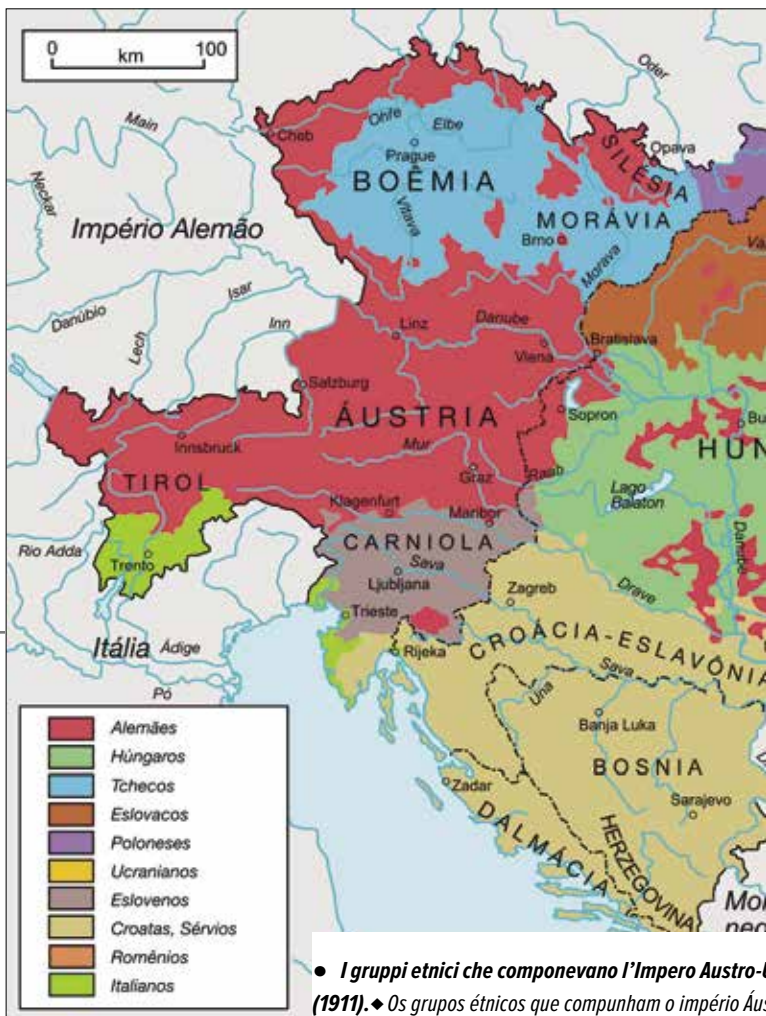 0 100
km
Oder
Main
Cheb
Ohře
Elbe
Prague
BOÊMIA
SILÉSIA
Opava
Neckar
Vltava
MORÁVIA
Brno
Morava
Império Alemão
Danúbio
Lech
Isar
Inn
Linz
Danube
Viena
Bratislava
Salzburg
ÁUSTRIA
Sopron
Innsbruck
Mur
HUN
TIROL
Graz
Raab
Lago
Balaton
Klagenfurt
Maribor
CARNIOLA
Danube
Rio Adda
Trento
Sava
Ljubljana
Drave
Zagreb
Trieste
Itália
Ádige
Rijeka
CROÁCIA-ESLAVÔNIA
Pó
Una
Sava
Banja Luka
BOSNIA
Zadar
Sarajevo
DALMÁCIA
HERZEGOVINA
Alemães
Húngaros
Tchecos
Eslovacos
Poloneses
Ucranianos
Eslovenos
Croatas, Sérvios
Romênios
Italianos
● I gruppi etnici che componevano l'Impero Austro-U
(1911).◆ Os grupos étnicos que compunham o império Áus